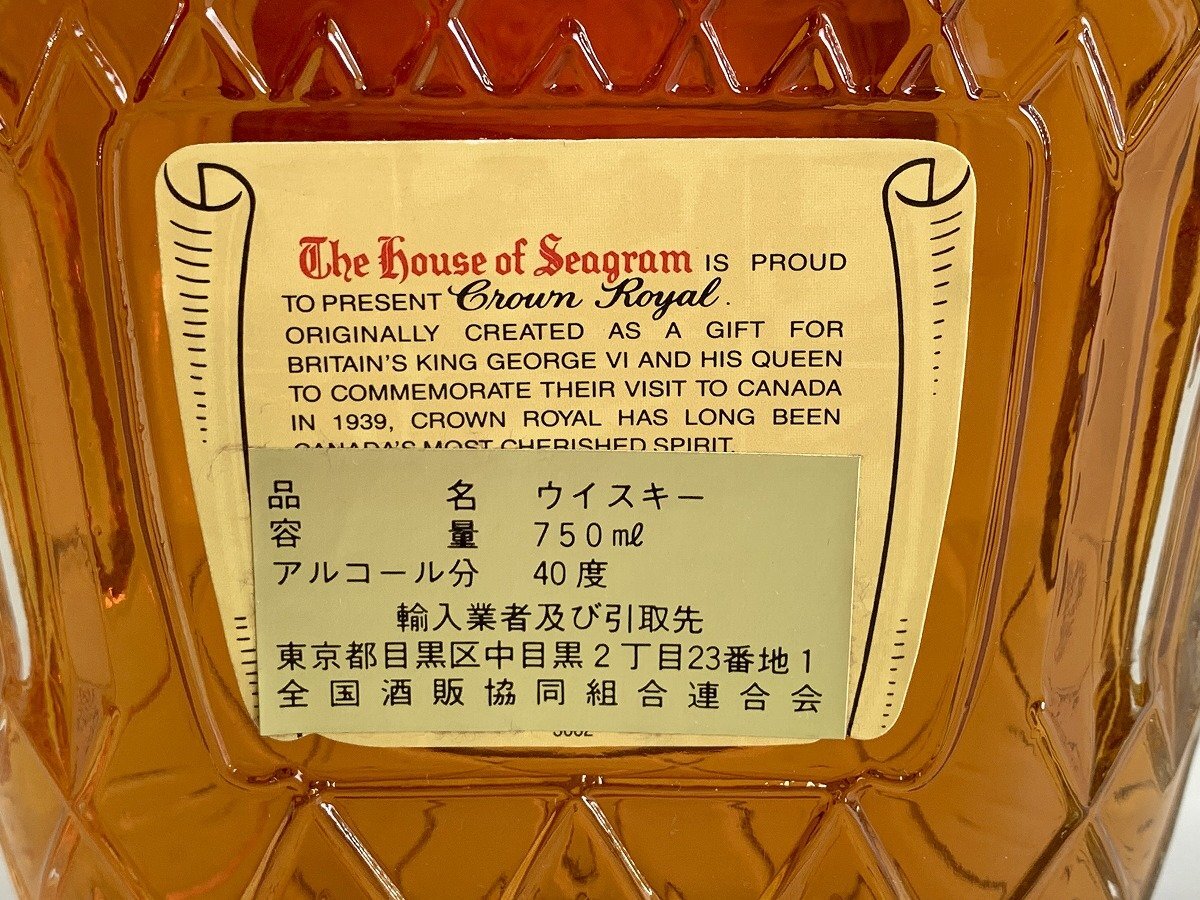 The House of Seagram IS PROUD
TO PRESENT Crown Royal.
ORIGINALLY CREATED AS A GIFT FOR
BRITAIN'S KING GEORGE VI AND HIS QUEEN
TO COMMEMORATE THEIR VISIT TO CANADA
IN 1939, CROWN ROYAL HAS LONG BEEN
CANADA'S MOST CHERISHED SPIRIT.
品名 ウイスキー
容量 750㎖
アルコール分 40度
輸入業者及び引取先
東京都目黒区中目黒2丁目23番地1
全国酒販協同組合連合会